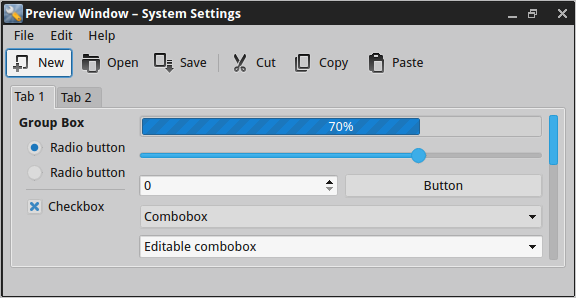 Preview Window – System Settings
File Edit Help
New Open Save Cut Copy Paste
Tab 1 Tab 2
Group Box
70%
Radio button
Radio button
0 Button
Checkbox
Combobox
Editable combobox